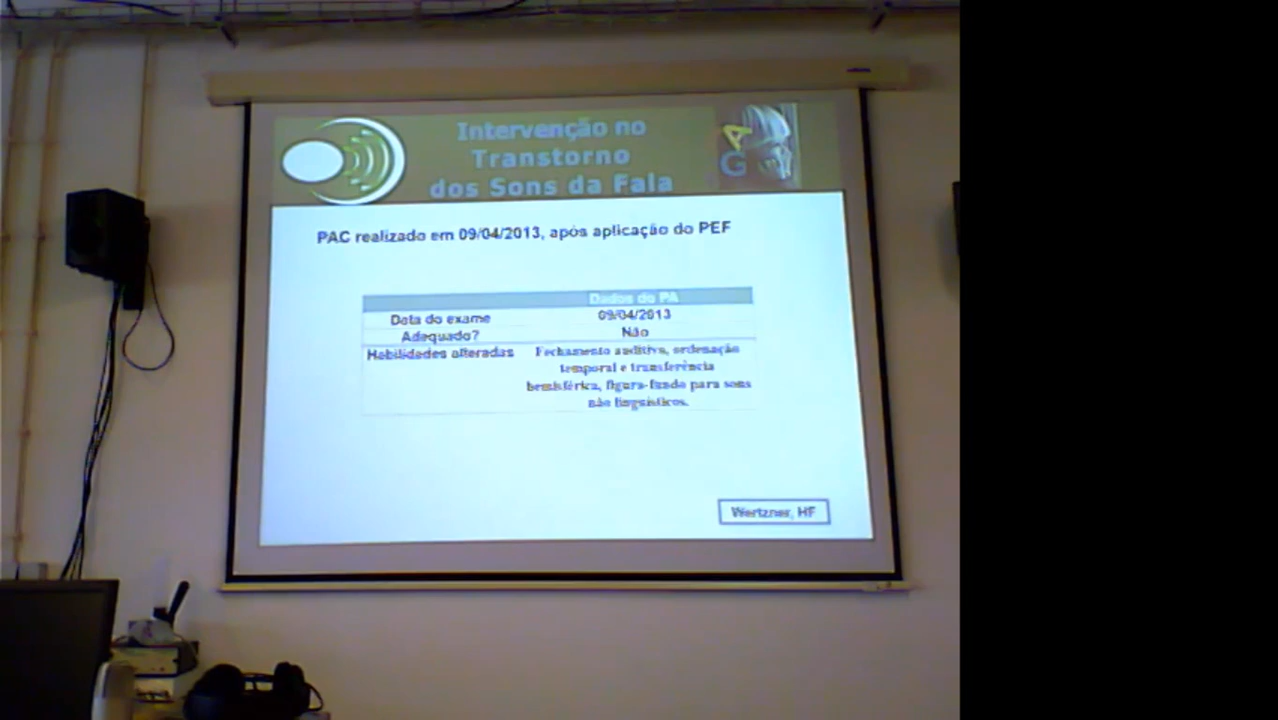 Intervenção no
Transtorno
dos Sons da Fala
A
G
PAC realizado em 09/04/2013, após aplicação do PEF
Dados do PA
Data do exame 09/04/2013
Adequado? Não
Habilidades alteradas Fechamento auditivo, ordenação
temporal e transferência
hemisférica, figura-fundo para sons
não linguísticos.
Wertzner, HF